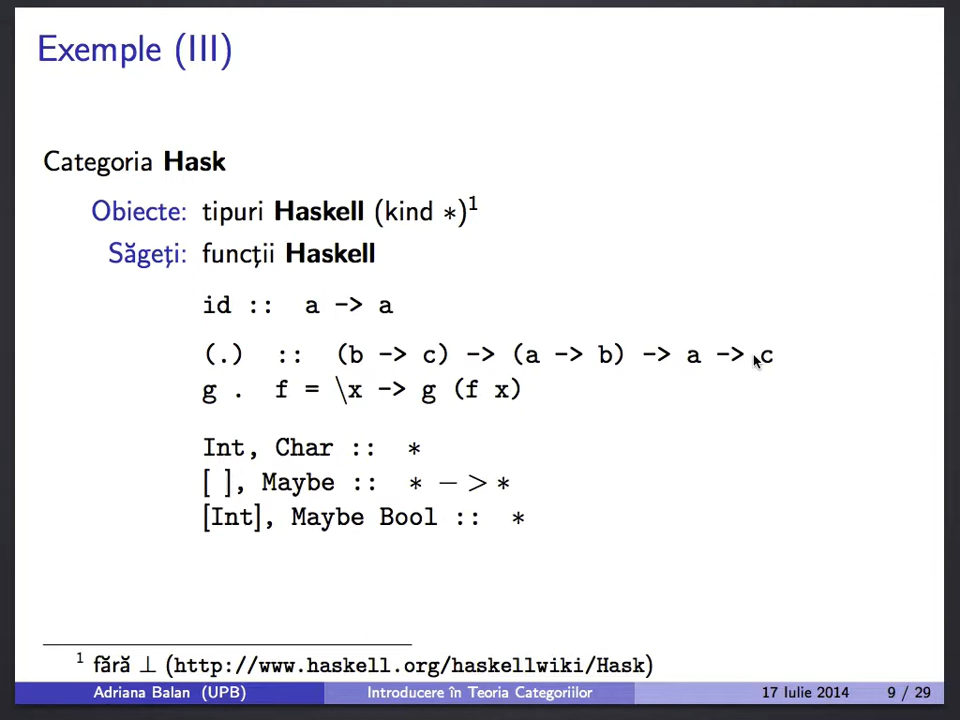 Exemple (III)
Categoria Hask
Obiecte: tipuri Haskell (kind ∗)¹
Săgeți: funcții Haskell
id :: a -> a
(.) :: (b -> c) -> (a -> b) -> a -> c
g . f = \x -> g (f x)
Int, Char :: ∗
[ ], Maybe :: ∗ − > ∗
[Int], Maybe Bool :: ∗
¹ fără ⊥ (http://www.haskell.org/haskellwiki/Hask)
Adriana Balan (UPB) Introducere în Teoria Categoriilor 17 Iulie 2014 9 / 29